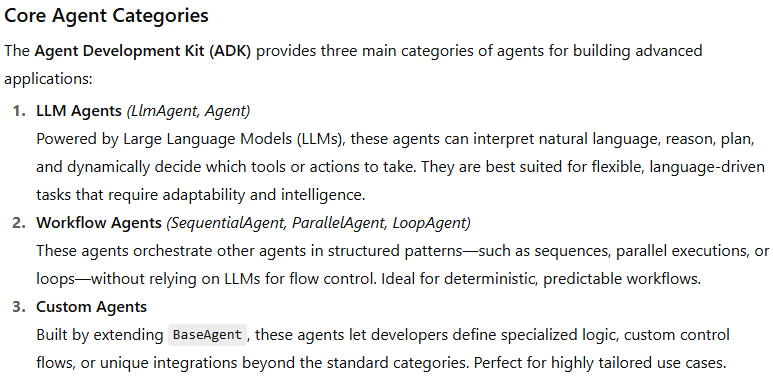 Core Agent Categories
The Agent Development Kit (ADK) provides three main categories of agents for building advanced
applications:
1. LLM Agents (LlmAgent, Agent)
Powered by Large Language Models (LLMs), these agents can interpret natural language, reason, plan,
and dynamically decide which tools or actions to take. They are best suited for flexible, language-driven
tasks that require adaptability and intelligence.
2. Workflow Agents (SequentialAgent, ParallelAgent, LoopAgent)
These agents orchestrate other agents in structured patterns—such as sequences, parallel executions, or
loops—without relying on LLMs for flow control. Ideal for deterministic, predictable workflows.
3. Custom Agents
Built by extending BaseAgent, these agents let developers define specialized logic, custom control
flows, or unique integrations beyond the standard categories. Perfect for highly tailored use cases.